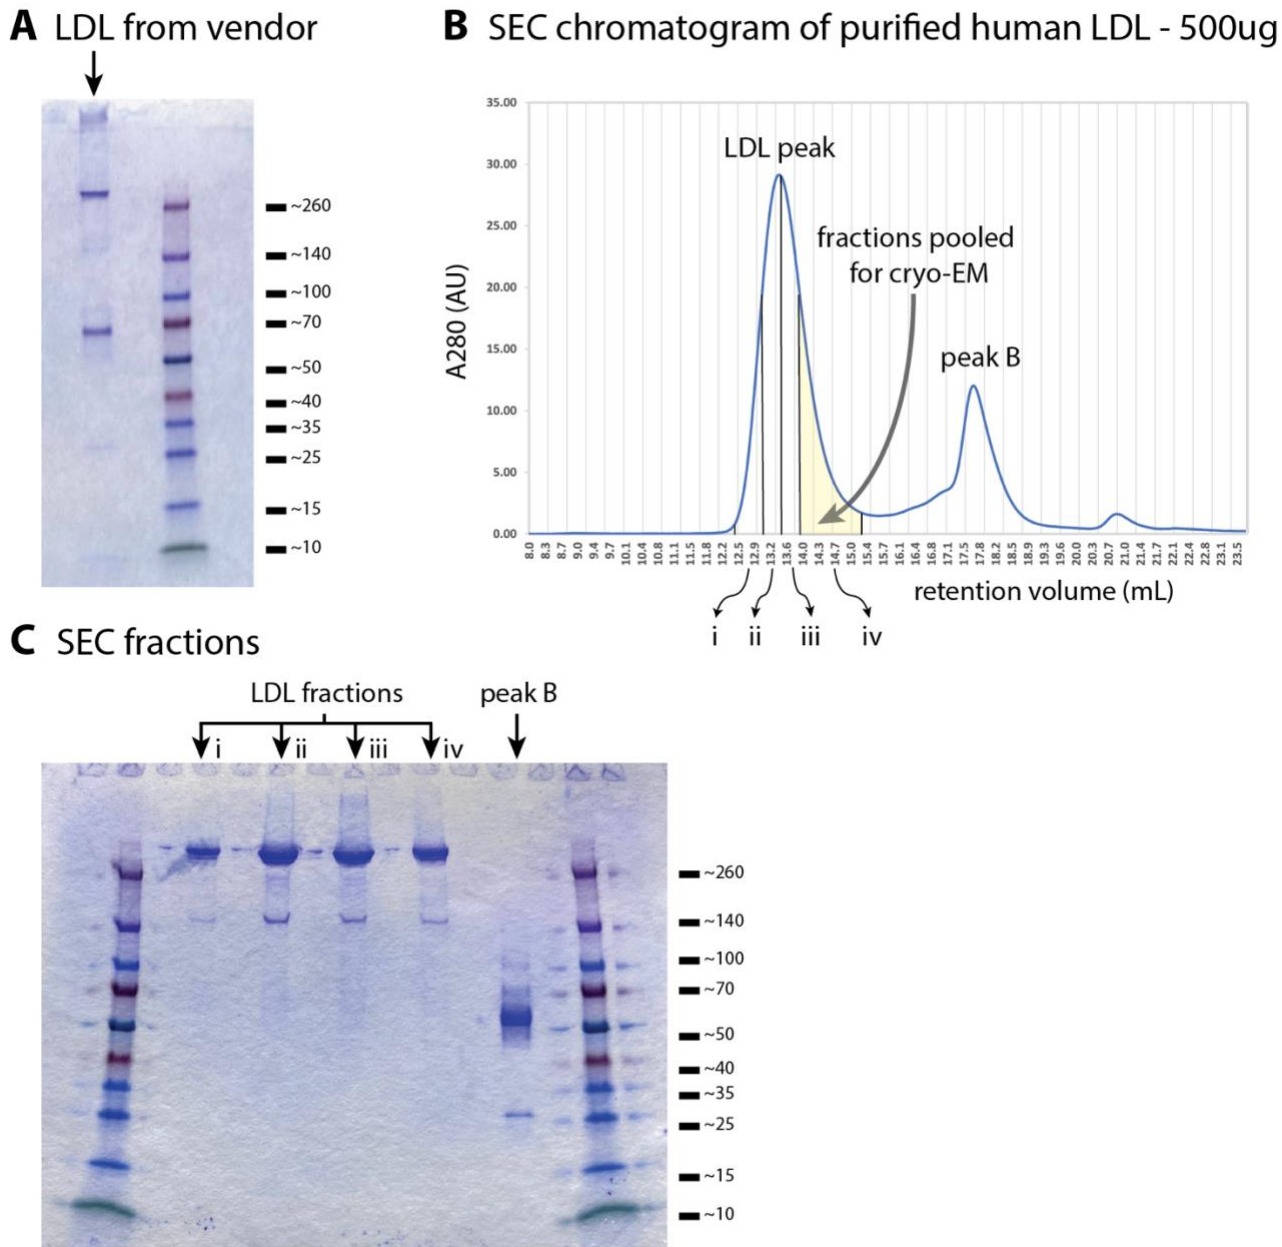 A LDL from vendor
~260
~140
~100
~70
~50
~40
~35
~25
~15
~10
B SEC chromatogram of purified human LDL - 500ug
35.00
30.00
25.00
20.00
15.00
10.00
5.00
0.00
A280 (AU)
LDL peak
fractions pooled
for cryo-EM
peak B
8.0 8.3 8.7 9.0 9.4 9.7 10.1 10.4 10.8 11.1 11.5 11.8 12.2 12.5 12.9 13.2 13.6 14.0 14.3 14.7 15.0 15.4 15.7 16.1 16.4 16.8 17.1 17.5 17.8 18.2 18.5 18.9 19.3 19.6 20.0 20.3 20.7 21.0 21.4 21.7 22.1 22.4 22.8 23.1 23.5
retention volume (mL)
i ii iii iv
C SEC fractions
LDL fractions peak B
i ii iii iv
~260
~140
~100
~70
~50
~40
~35
~25
~15
~10